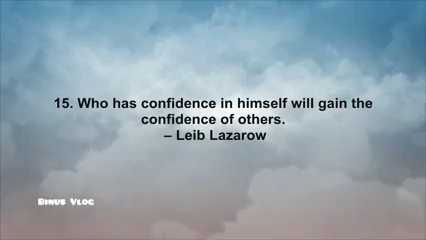 15. Who has confidence in himself will gain the
confidence of others.
– Leib Lazarow
Binus Vlog